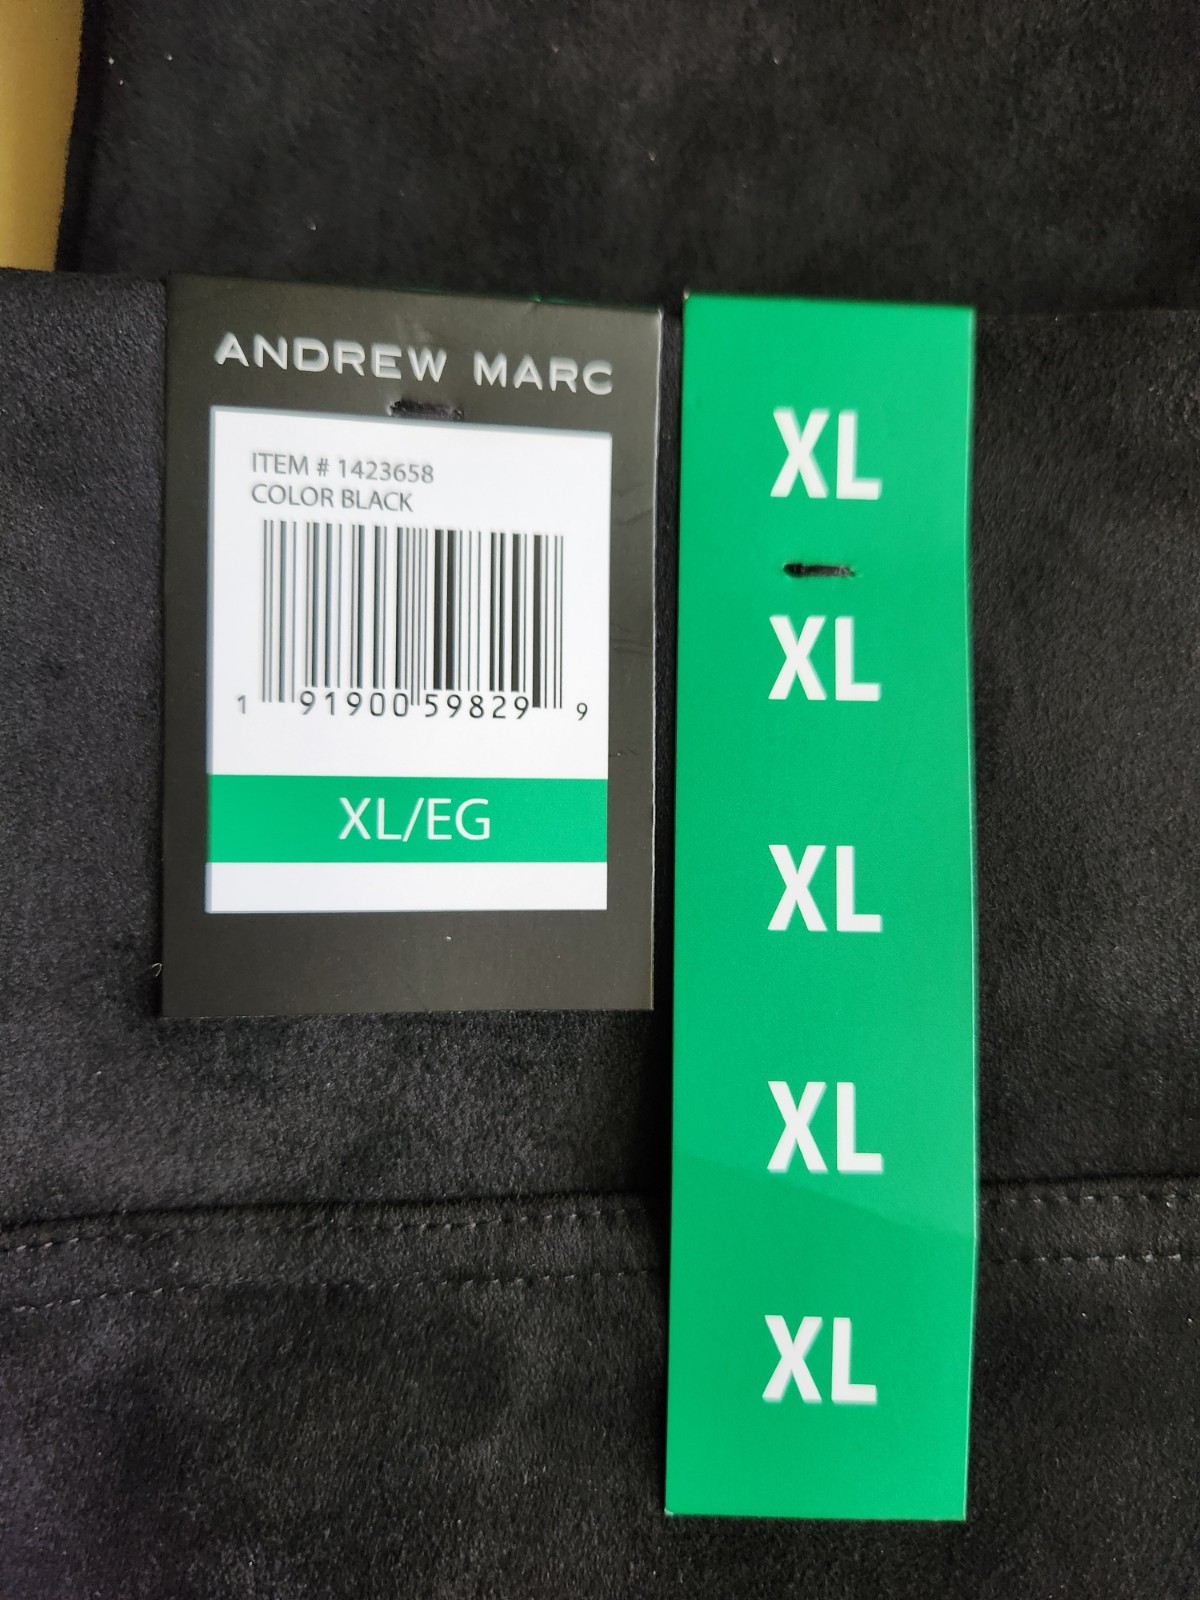 ANDREW MARC
ITEM # 1423658
COLOR BLACK
1 91900 59829 9
XL/EG
XL
XL
XL
XL
XL